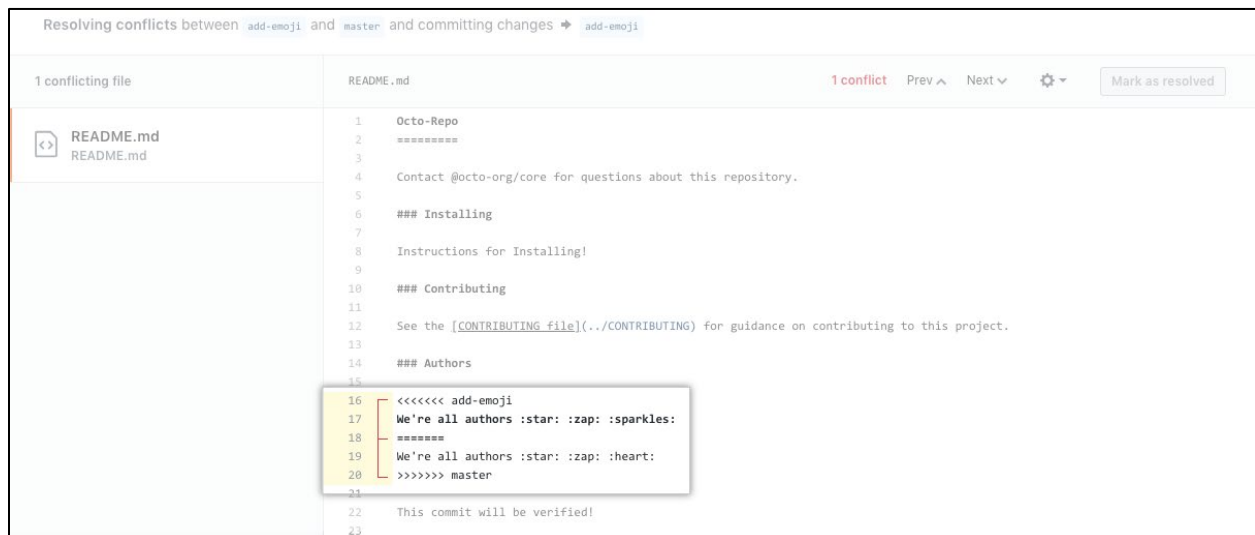 Resolving conflicts between add-emoji and master and committing changes → add-emoji
1 conflicting file
README.md
1 conflict Prev Next
Mark as resolved
README.md
README.md
1 Octo-Repo
2 =========
3
4 Contact @octo-org/core for questions about this repository.
5
6 ### Installing
7
8 Instructions for Installing!
9
10 ### Contributing
11
12 See the [CONTRIBUTING file](../CONTRIBUTING) for guidance on contributing to this project.
13
14 ### Authors
15
16 <<<<<<< add-emoji
17 We're all authors :star: :zap: :sparkles:
18 =======
19 We're all authors :star: :zap: :heart:
20 >>>>>>> master
21
22 This commit will be verified!
23